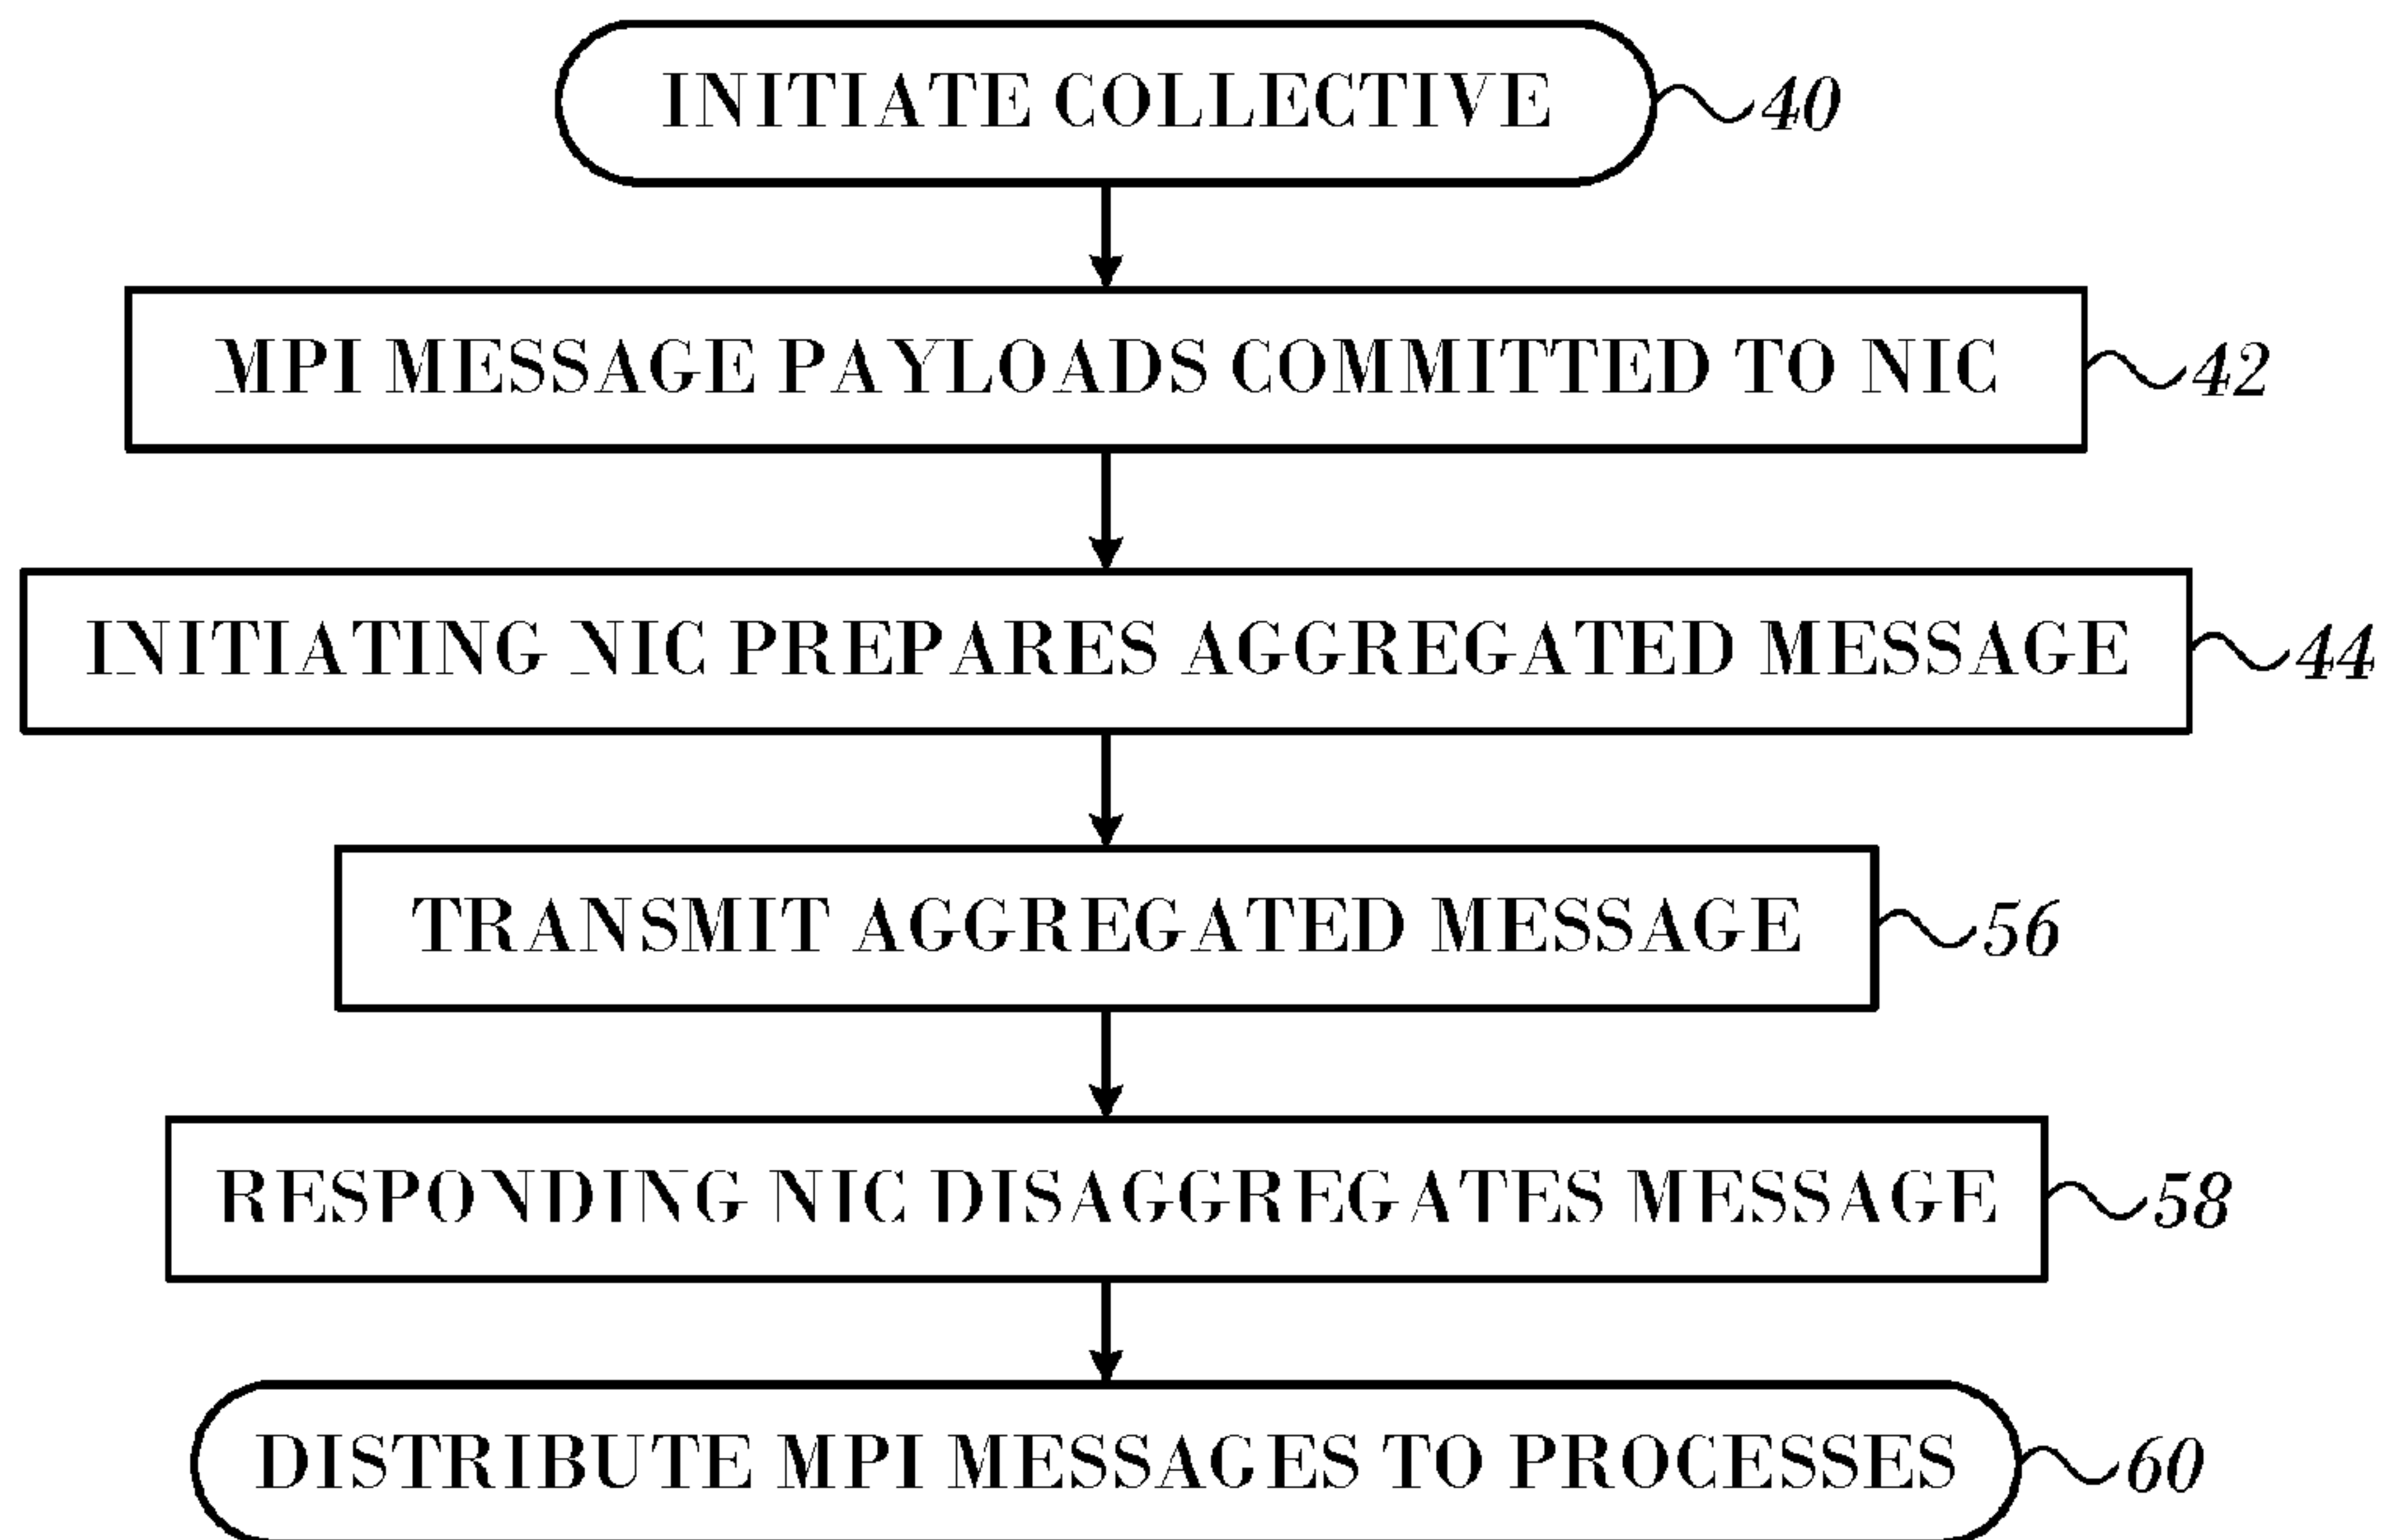 INITIATE COLLECTIVE 40
MPI MESSAGE PAYLOADS COMMITTED TO NIC 42
INITIATING NIC PREPARES AGGREGATED MESSAGE 44
TRANSMIT AGGREGATED MESSAGE 56
RESPONDING NIC DISAGGREGATES MESSAGE 58
DISTRIBUTE MPI MESSAGES TO PROCESSES 60